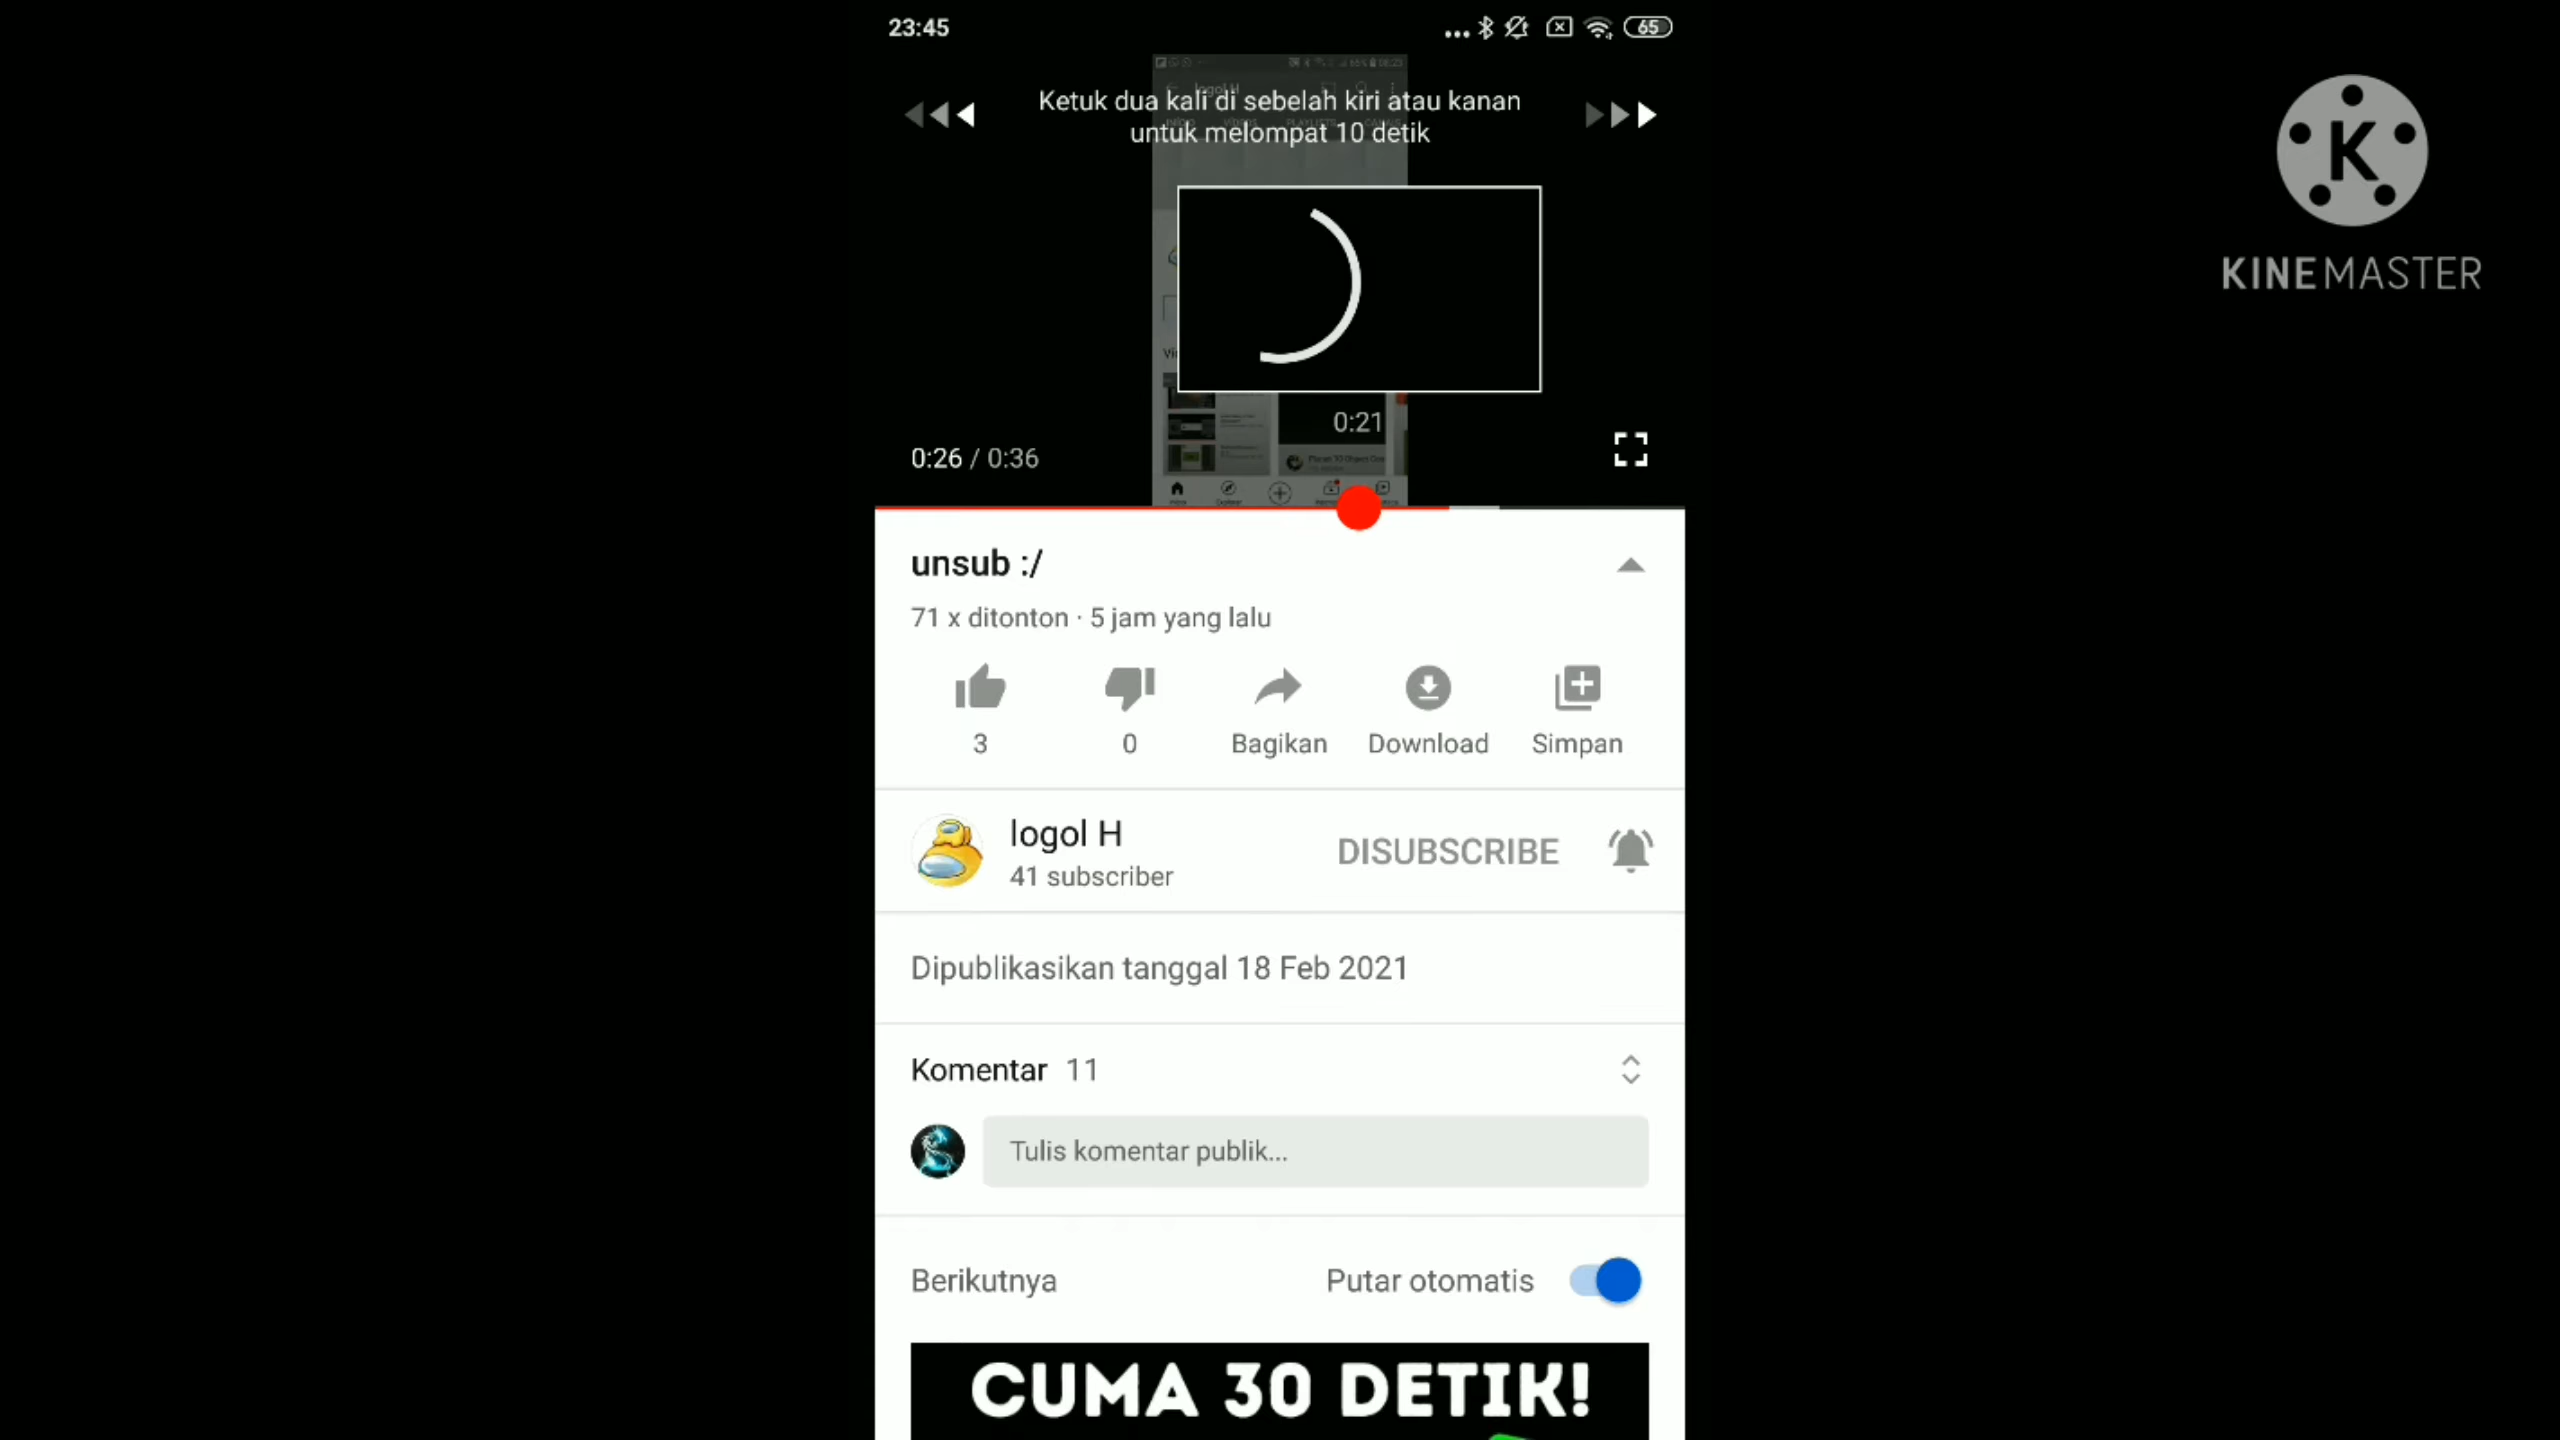 23:45
65
logol H
Ketuk dua kali di sebelah kiri atau kanan
untuk melompat 10 detik
K
KINEMASTER
0:21
0:26 / 0:36
unsub :/
71 x ditonton · 5 jam yang lalu
3
0
Bagikan
Download
Simpan
logol H
41 subscriber
DISUBSCRIBE
Dipublikasikan tanggal 18 Feb 2021
Komentar 11
Tulis komentar publik...
Berikutnya
Putar otomatis
CUMA 30 DETIK!